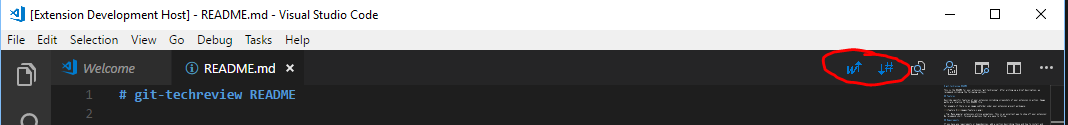 [Extension Development Host] - README.md - Visual Studio Code
File Edit Selection View Go Debug Tasks Help
Welcome README.md
1 # git-techreview README
2